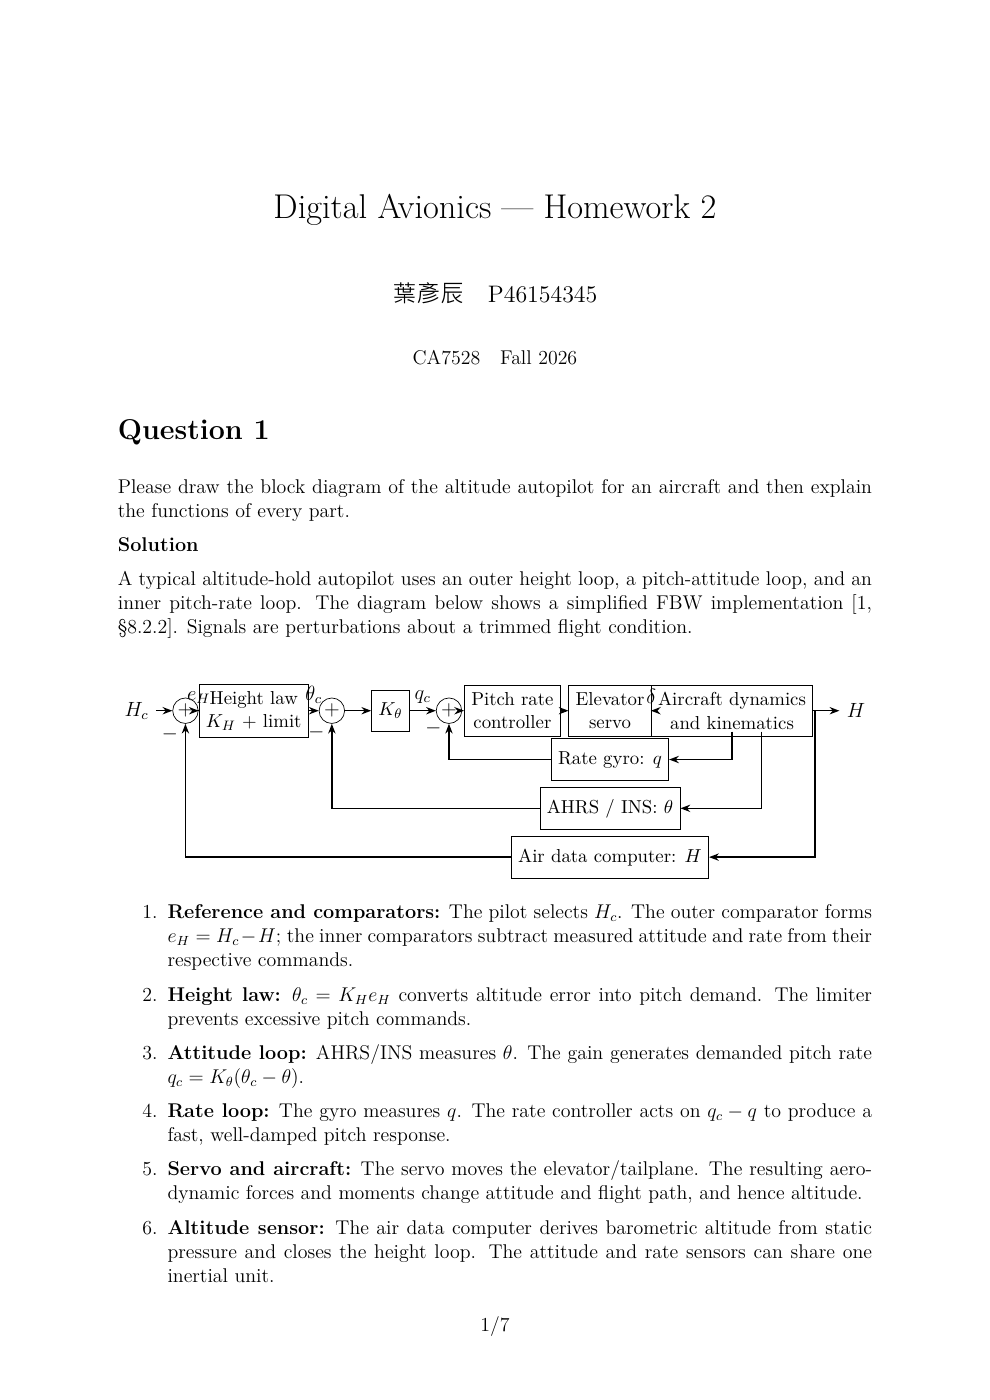 Digital Avionics — Homework 2
葉彥辰 P46154345
CA7528 Fall 2026
Question 1
Please draw the block diagram of the altitude autopilot for an aircraft and then explain
the functions of every part.
Solution
A typical altitude-hold autopilot uses an outer height loop, a pitch-attitude loop, and an
inner pitch-rate loop. The diagram below shows a simplified FBW implementation [1,
§8.2.2]. Signals are perturbations about a trimmed flight condition.
H_c + e_H Height law θ_c + K_θ q_c + Pitch rate Elevator δ Aircraft dynamics H
K_H + limit controller servo and kinematics
− − −
Rate gyro: q
AHRS / INS: θ
Air data computer: H
1. Reference and comparators: The pilot selects H_c. The outer comparator forms
e_H = H_c − H; the inner comparators subtract measured attitude and rate from their
respective commands.
2. Height law: θ_c = K_H e_H converts altitude error into pitch demand. The limiter
prevents excessive pitch commands.
3. Attitude loop: AHRS/INS measures θ. The gain generates demanded pitch rate
q_c = K_θ(θ_c − θ).
4. Rate loop: The gyro measures q. The rate controller acts on q_c − q to produce a
fast, well-damped pitch response.
5. Servo and aircraft: The servo moves the elevator/tailplane. The resulting aero-
dynamic forces and moments change attitude and flight path, and hence altitude.
6. Altitude sensor: The air data computer derives barometric altitude from static
pressure and closes the height loop. The attitude and rate sensors can share one
inertial unit.
1/7